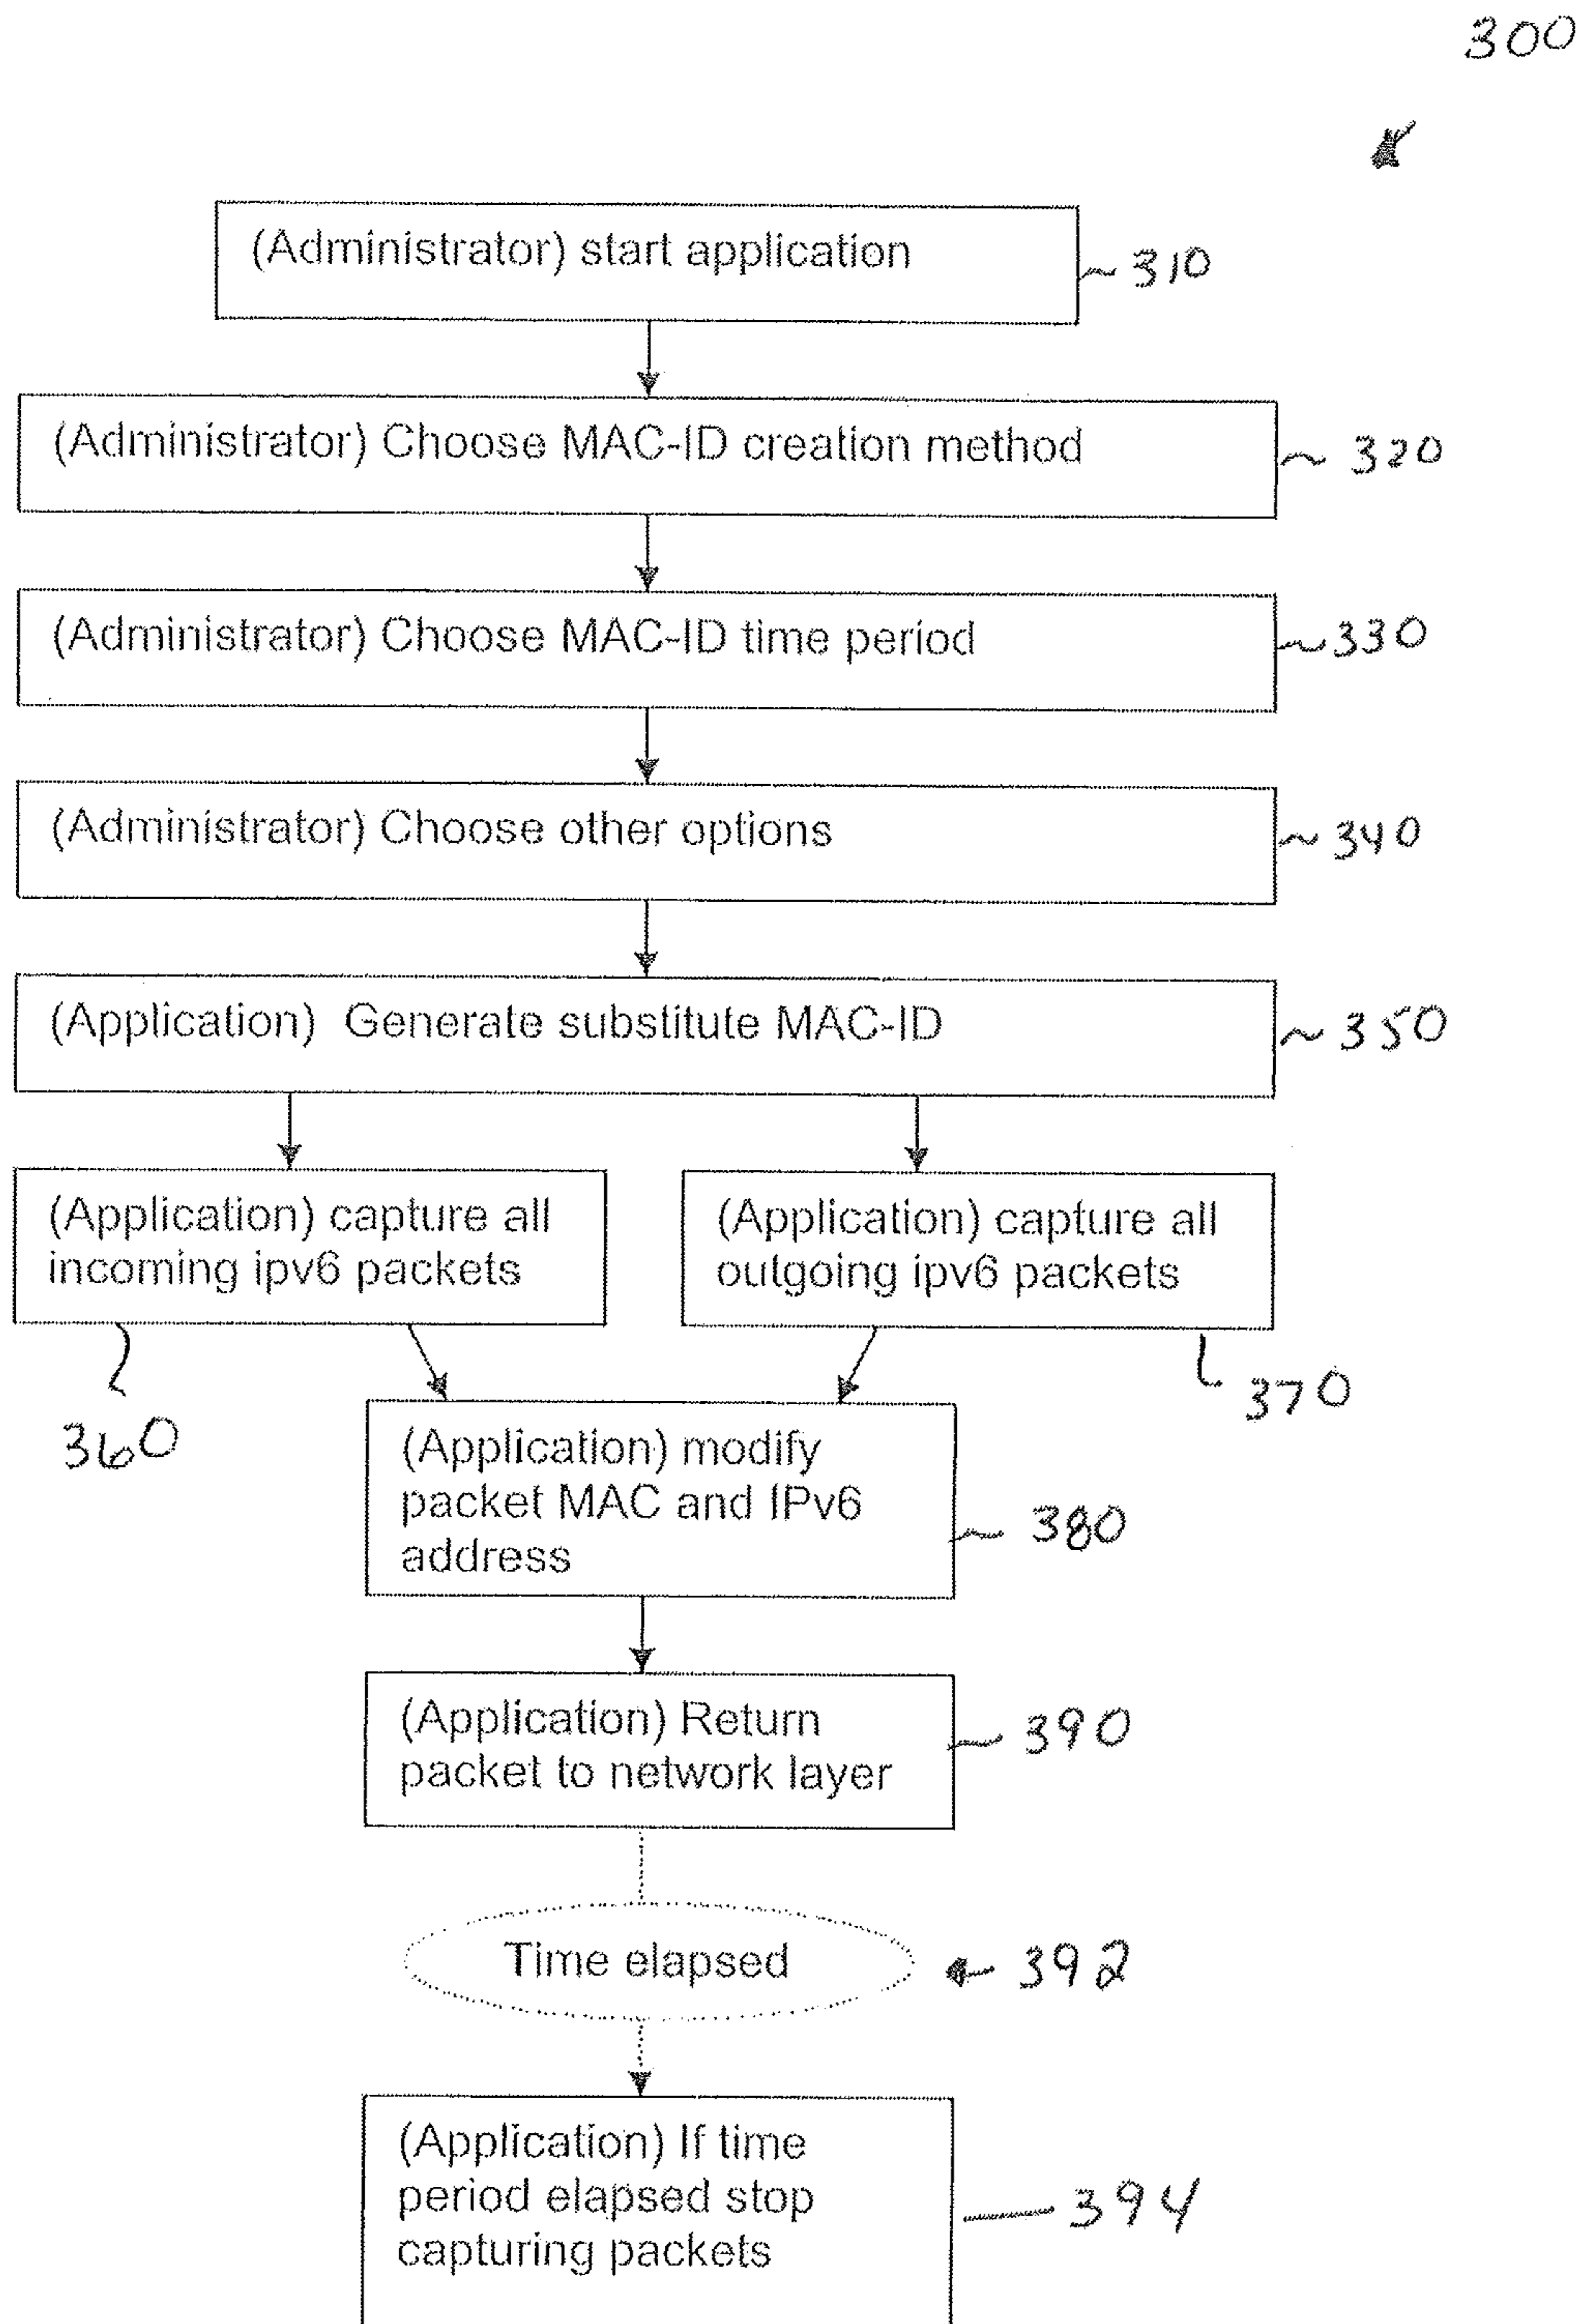 300
(Administrator) start application
~ 310
(Administrator) Choose MAC-ID creation method
~ 320
(Administrator) Choose MAC-ID time period
~ 330
(Administrator) Choose other options
~ 340
(Application) Generate substitute MAC-ID
~ 350
(Application) capture all
incoming ipv6 packets
360
(Application) capture all
outgoing ipv6 packets
370
(Application) modify
packet MAC and IPv6
address
~ 380
(Application) Return
packet to network layer
~ 390
Time elapsed
392
(Application) If time
period elapsed stop
capturing packets
394